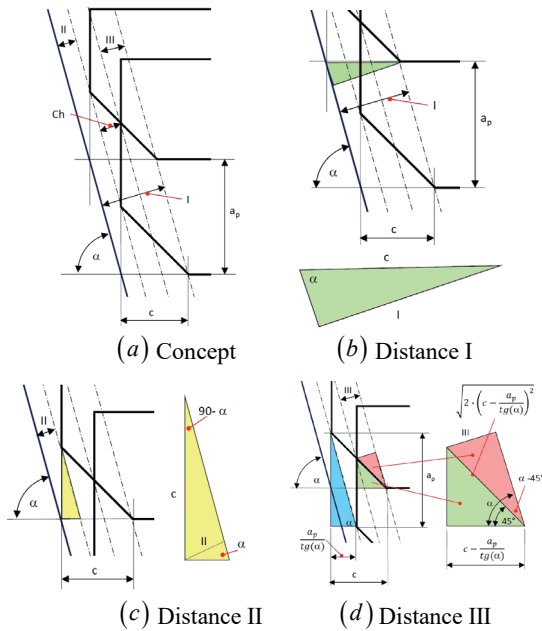 II
III
Ch
I
a_p
α
c
(a) Concept
I
a_p
α
c
c
α
I
(b) Distance I
II
90- α
α
c
c
II
α
(c) Distance II
III
√2·(c − a_p/tg(α))²
III
a_p
α
α
α -45°
α
45°
a_p/tg(α)
c − a_p/tg(α)
c
(d) Distance III